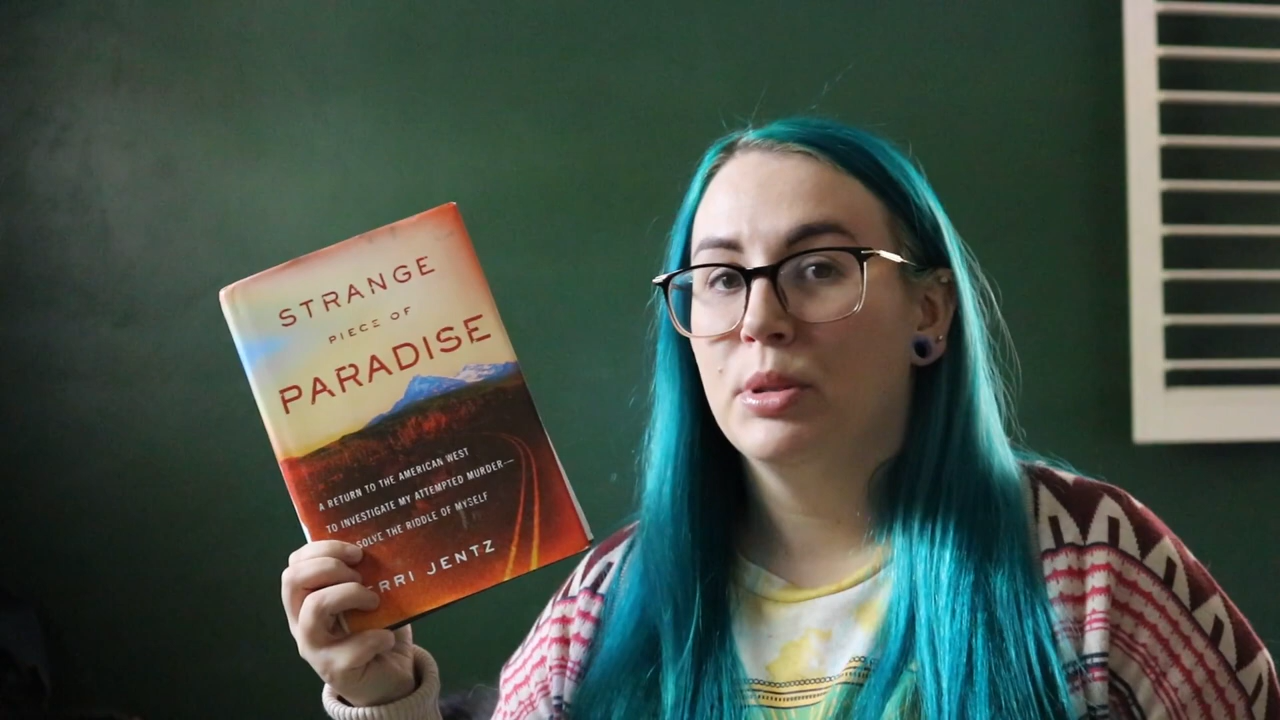 STRANGE
PIECE OF
PARADISE
A RETURN TO THE AMERICAN WEST
TO INVESTIGATE MY ATTEMPTED MURDER—
SOLVE THE RIDDLE OF MYSELF
ERRI JENTZ